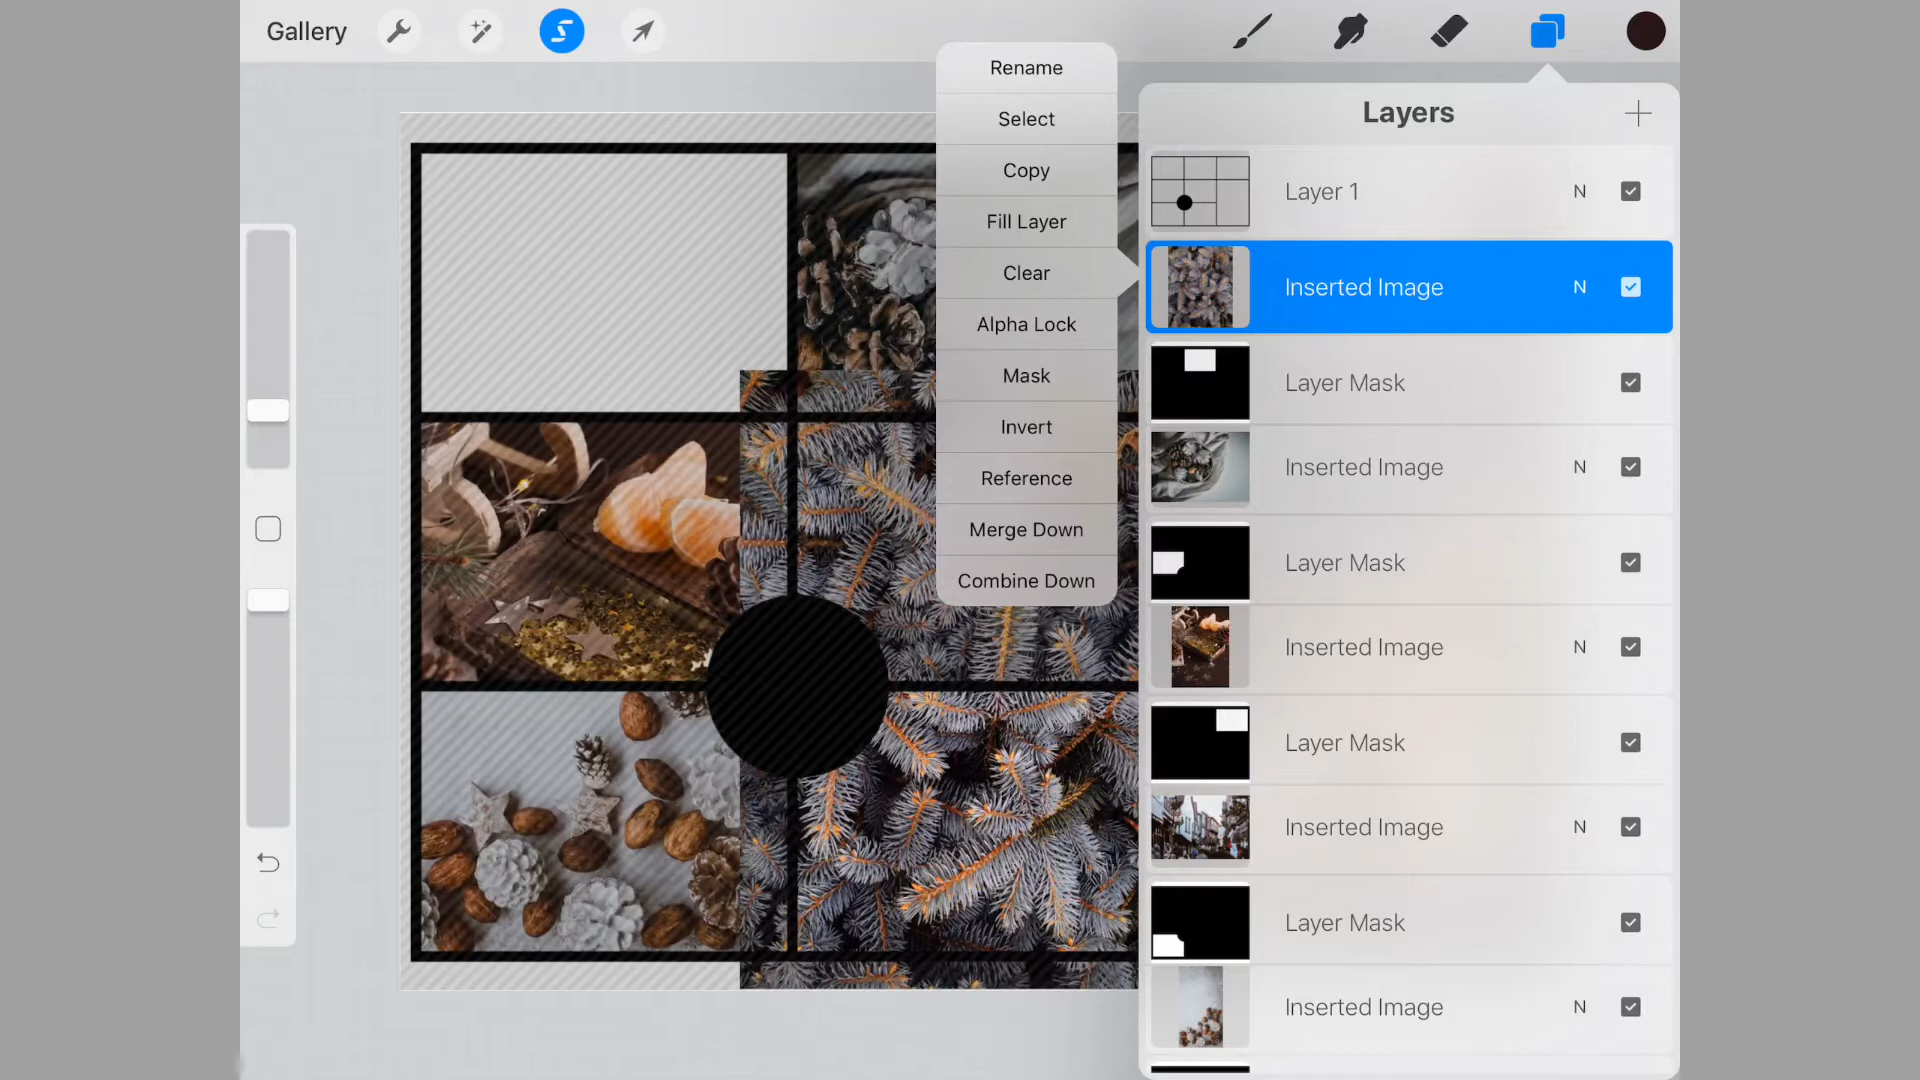 Gallery
Rename
Select
Copy
Fill Layer
Clear
Alpha Lock
Mask
Invert
Reference
Merge Down
Combine Down
Layers
Layer 1 N
Inserted Image N
Layer Mask
Inserted Image N
Layer Mask
Inserted Image N
Layer Mask
Inserted Image N
Layer Mask
Inserted Image N